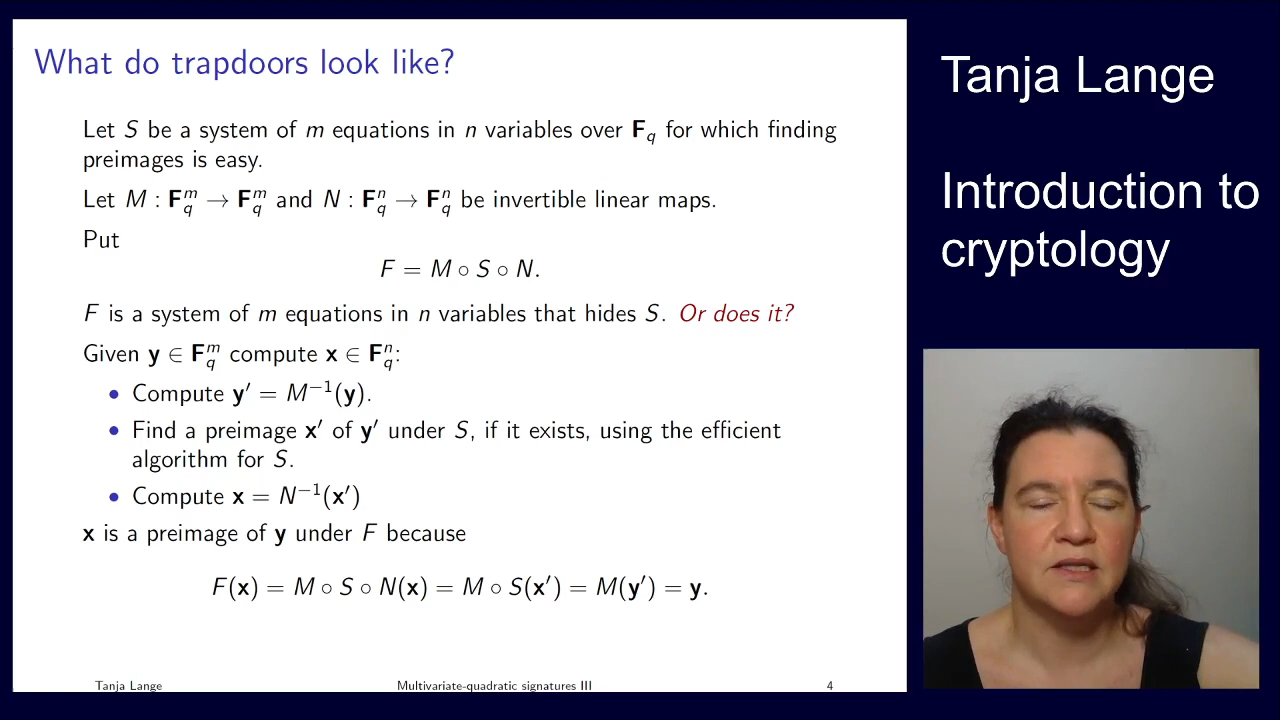 What do trapdoors look like?
Let S be a system of m equations in n variables over F_q for which finding
preimages is easy.
Let M : F_q^m → F_q^m and N : F_q^n → F_q^n be invertible linear maps.
Put
F = M ∘ S ∘ N.
F is a system of m equations in n variables that hides S. Or does it?
Given y ∈ F_q^m compute x ∈ F_q^n:
• Compute y′ = M⁻¹(y).
• Find a preimage x′ of y′ under S, if it exists, using the efficient
algorithm for S.
• Compute x = N⁻¹(x′)
x is a preimage of y under F because
F(x) = M ∘ S ∘ N(x) = M ∘ S(x′) = M(y′) = y.
Tanja Lange
Multivariate-quadratic signatures III
4
Tanja Lange
Introduction to
cryptology